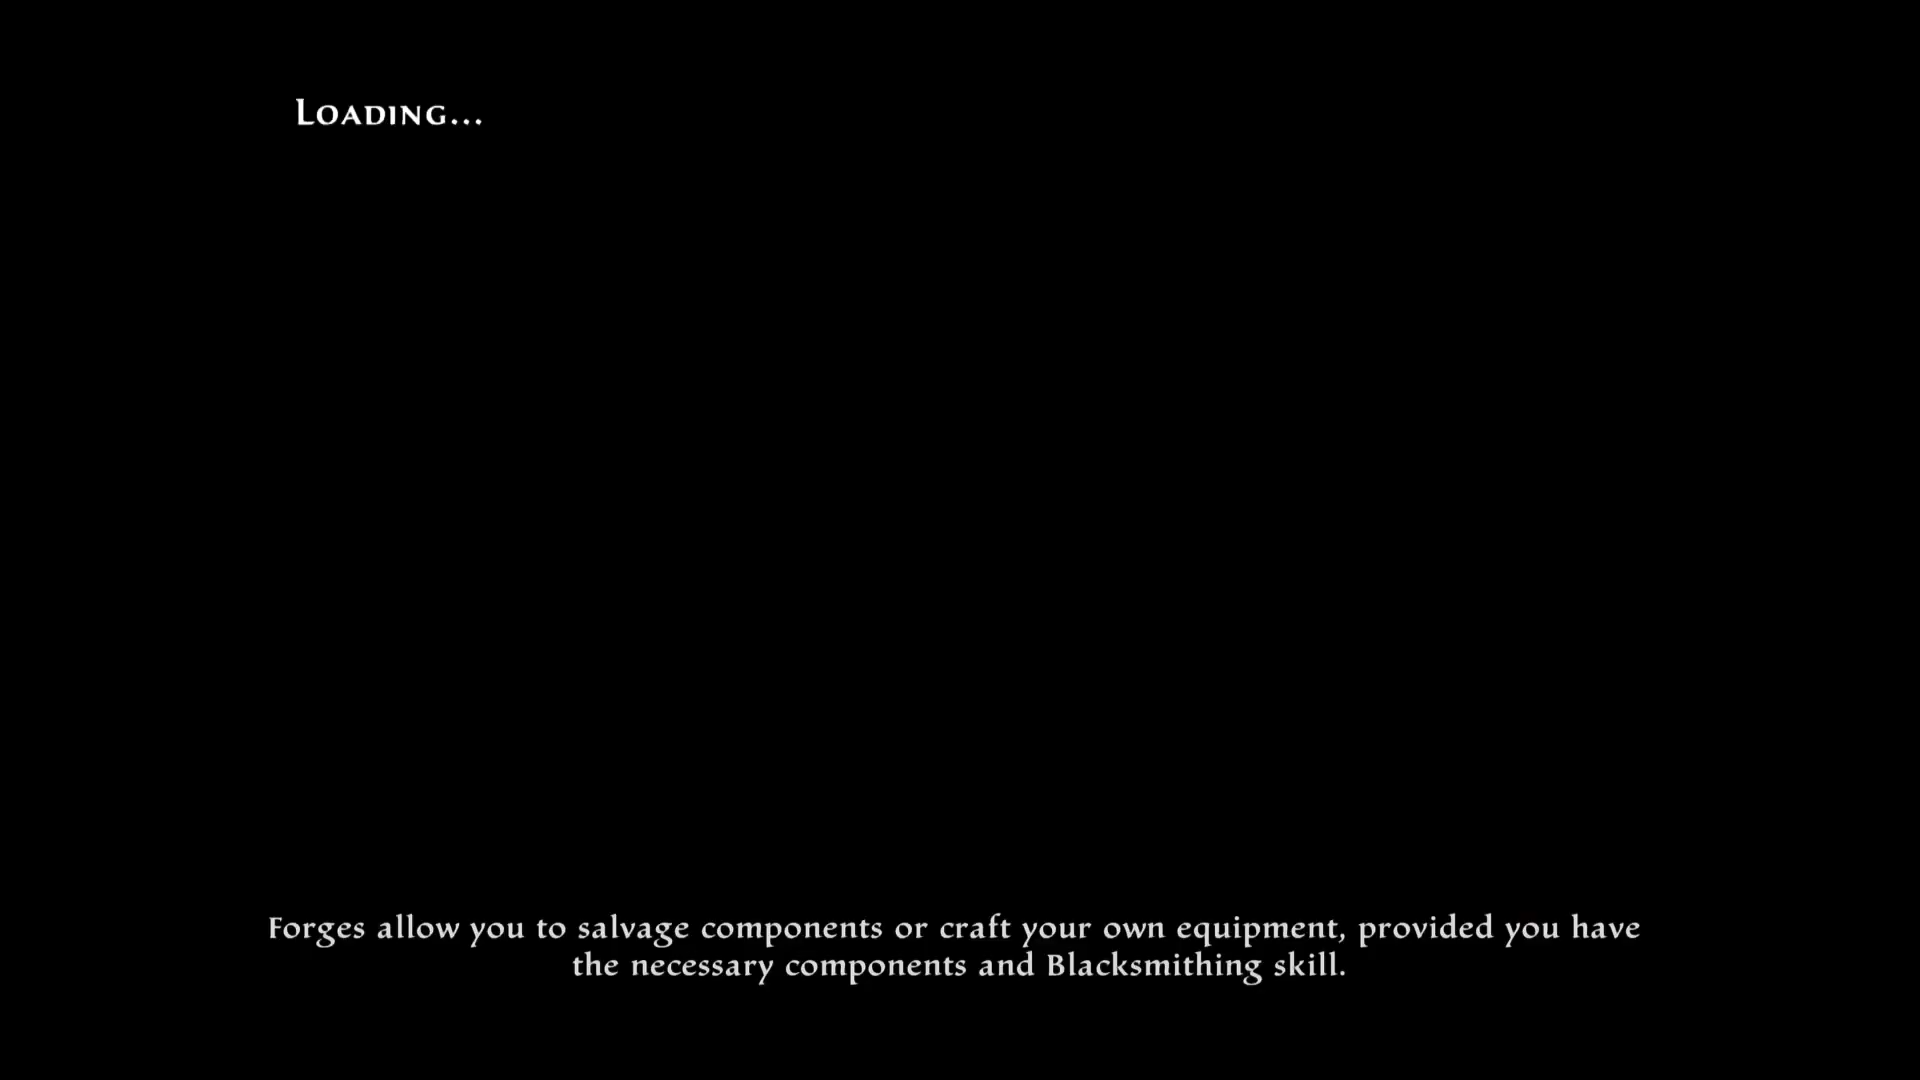 Loading...
Forges allow you to salvage components or craft your own equipment, provided you have
the necessary components and Blacksmithing skill.